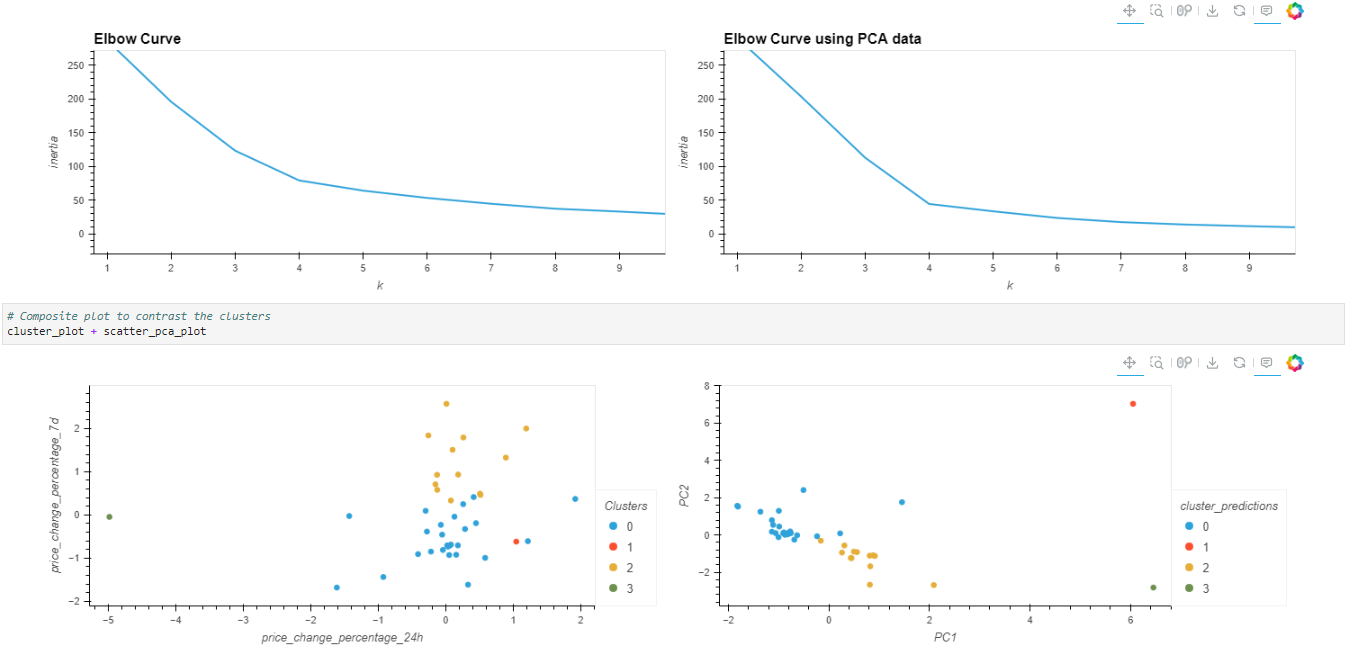 Elbow Curve
250
200
150
100
50
0
inertia
1 2 3 4 5 6 7 8 9
k
Elbow Curve using PCA data
250
200
150
100
50
0
inertia
1 2 3 4 5 6 7 8 9
k
# Composite plot to contrast the clusters
cluster_plot + scatter_pca_plot
2
1
0
−1
−2
price_change_percentage_7d
−5 −4 −3 −2 −1 0 1 2
price_change_percentage_24h
Clusters
0
1
2
3
8
6
4
2
0
−2
PC2
−2 0 2 4 6
PC1
cluster_predictions
0
1
2
3